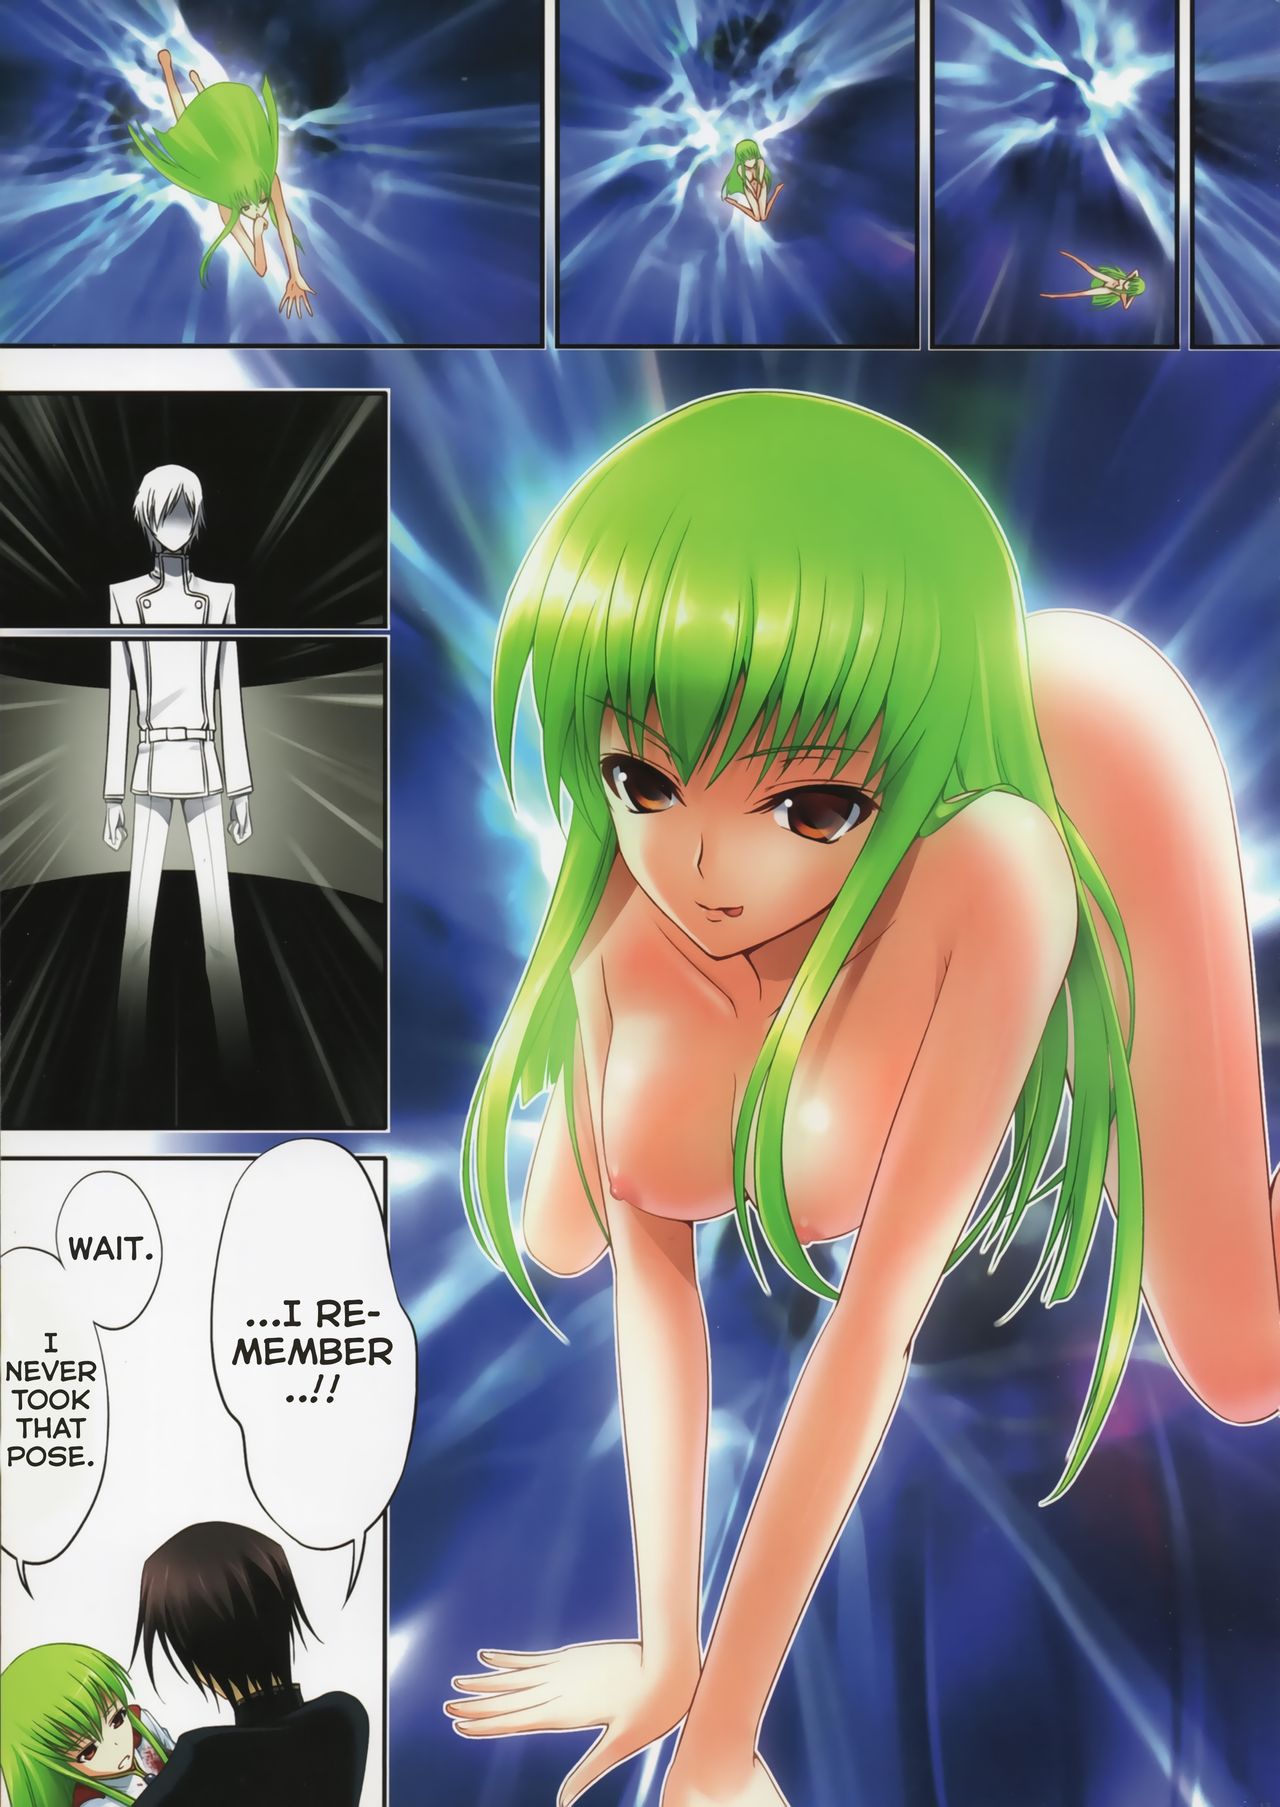 ...I RE-
MEMBER
..!!
WAIT.
I
NEVER
TOOK
THAT
POSE.